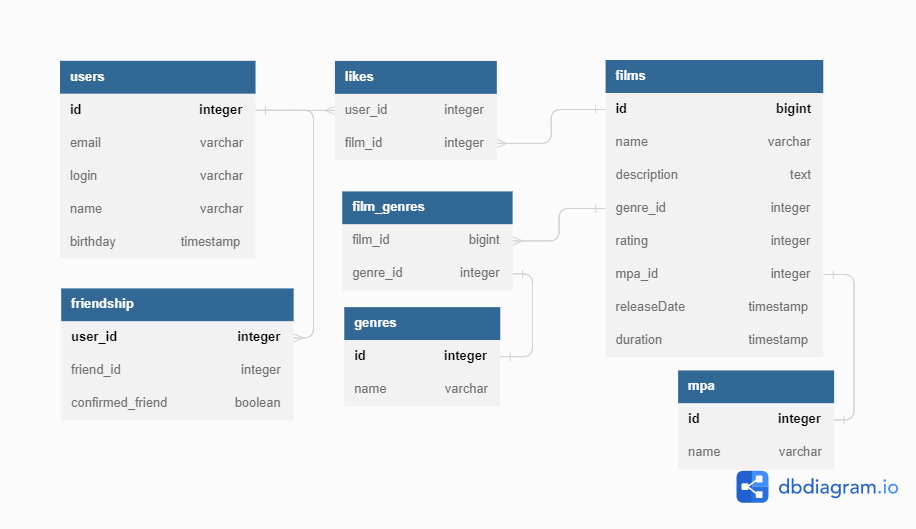 users
id integer
email varchar
login varchar
name varchar
birthday timestamp
friendship
user_id integer
friend_id integer
confirmed_friend boolean
likes
user_id integer
film_id integer
film_genres
film_id bigint
genre_id integer
genres
id integer
name varchar
films
id bigint
name varchar
description text
genre_id integer
rating integer
mpa_id integer
releaseDate timestamp
duration timestamp
mpa
id integer
name varchar
dbdiagram.io